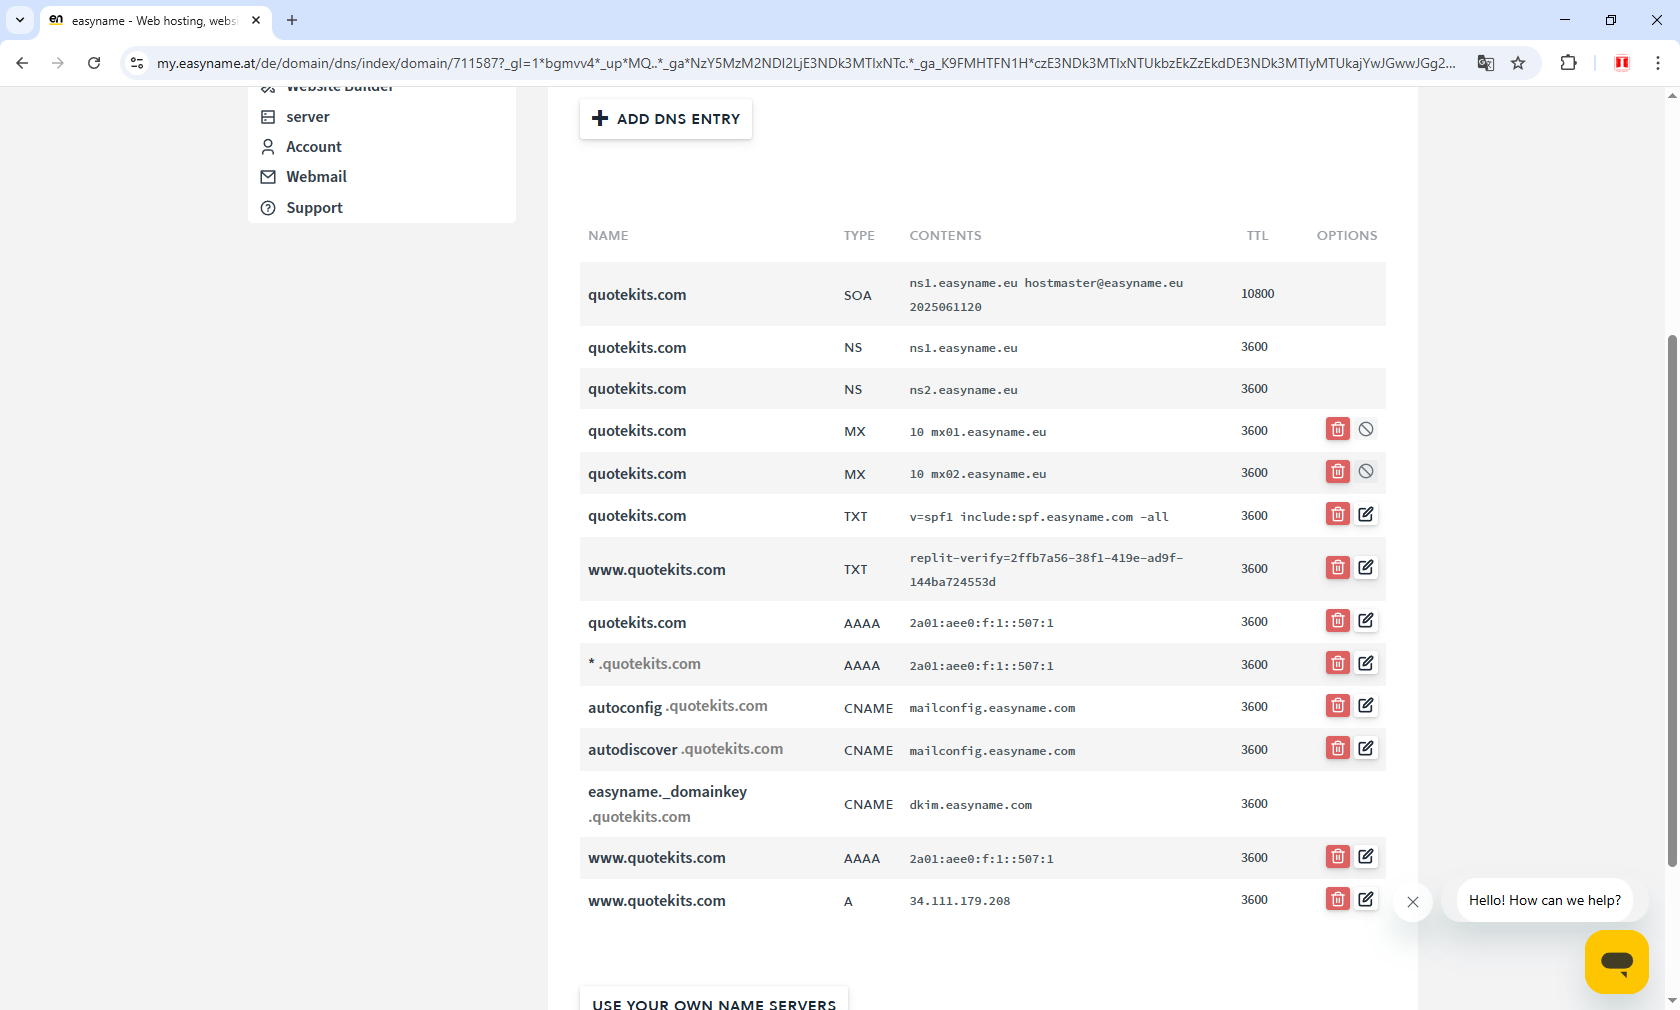 easyname - Web hosting, webs
my.easyname.at/de/domain/dns/index/domain/711587?_gl=1*bgmvv4*_up*MQ..*_ga*NzY5MzM2NDI2LjE3NDk3MTIxNTc.*_ga_K9FMHTFN1H*czE3NDk3MTIxNTUkbzEkZzEkdDE3NDk3MTIyMTUkajYwJGwwJGg2...
Website Builder
server
Account
Webmail
Support
ADD DNS ENTRY
NAME TYPE CONTENTS TTL OPTIONS
quotekits.com SOA ns1.easyname.eu hostmaster@easyname.eu 10800
2025061120
quotekits.com NS ns1.easyname.eu 3600
quotekits.com NS ns2.easyname.eu 3600
quotekits.com MX 10 mx01.easyname.eu 3600
quotekits.com MX 10 mx02.easyname.eu 3600
quotekits.com TXT v=spf1 include:spf.easyname.com -all 3600
www.quotekits.com TXT replit-verify=2ffb7a56-38f1-419e-ad9f- 3600
144ba724553d
quotekits.com AAAA 2a01:aee0:f:1::507:1 3600
* .quotekits.com AAAA 2a01:aee0:f:1::507:1 3600
autoconfig .quotekits.com CNAME mailconfig.easyname.com 3600
autodiscover .quotekits.com CNAME mailconfig.easyname.com 3600
easyname._domainkey CNAME dkim.easyname.com 3600
.quotekits.com
www.quotekits.com AAAA 2a01:aee0:f:1::507:1 3600
www.quotekits.com A 34.111.179.208 3600
Hello! How can we help?
USE YOUR OWN NAME SERVERS